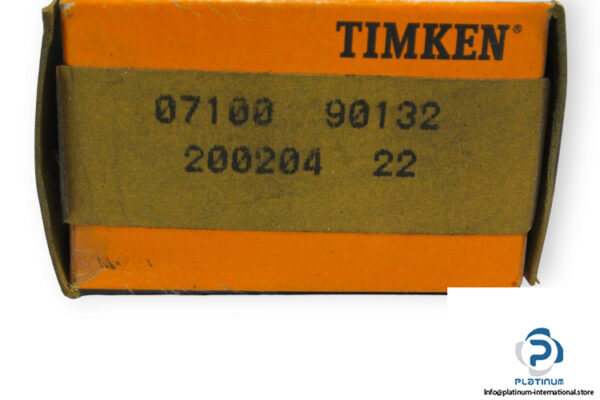 TIMKEN®
07100 90132
200204 22
PLATINUM
Info@platinum-international.store